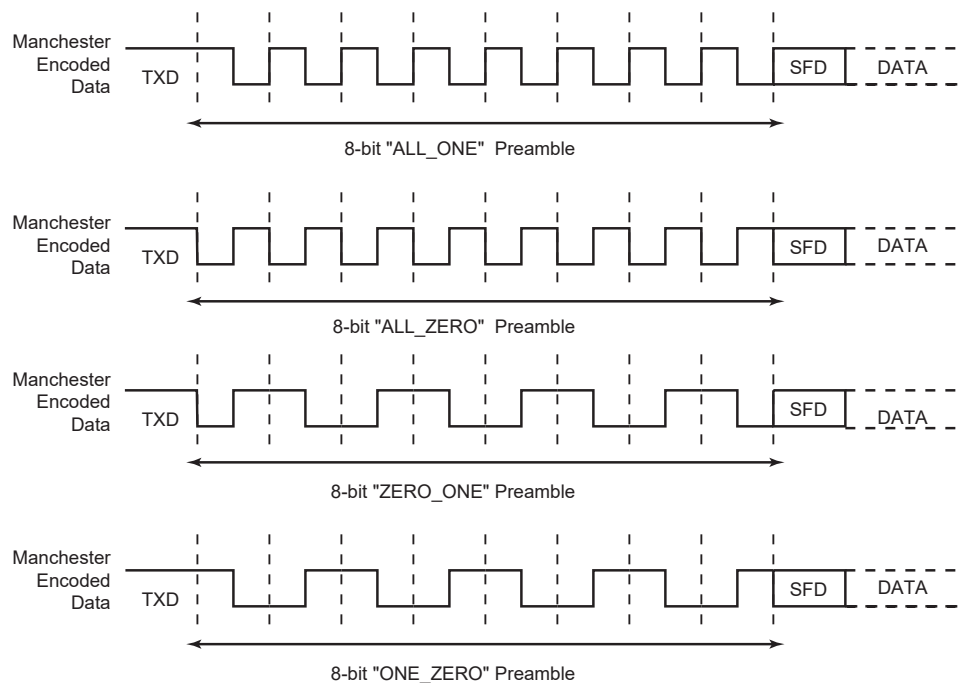 Manchester
Encoded
Data
TXD
SFD
DATA
8-bit "ALL_ONE" Preamble
Manchester
Encoded
Data
TXD
SFD
DATA
8-bit "ALL_ZERO" Preamble
Manchester
Encoded
Data
TXD
SFD
DATA
8-bit "ZERO_ONE" Preamble
Manchester
Encoded
Data
TXD
SFD
DATA
8-bit "ONE_ZERO" Preamble